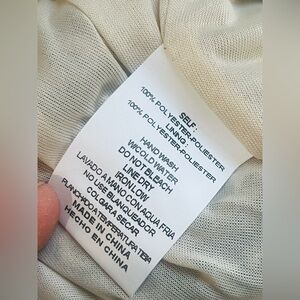 SELF:
100% POLYESTER-POLIESTER
LINING:
100% POLYESTER-POLIESTER
HAND WASH
W/COLD WATER
DO NOT BLEACH
LINE DRY
IRON LOW
LAVADO A MANO CON AGUA FRIA
NO USE BLANQUEADOR
COLGAR A SECAR
PLANCHADO A TEMPERATURA TIBIA
MADE IN CHINA
HECHO EN CHINA